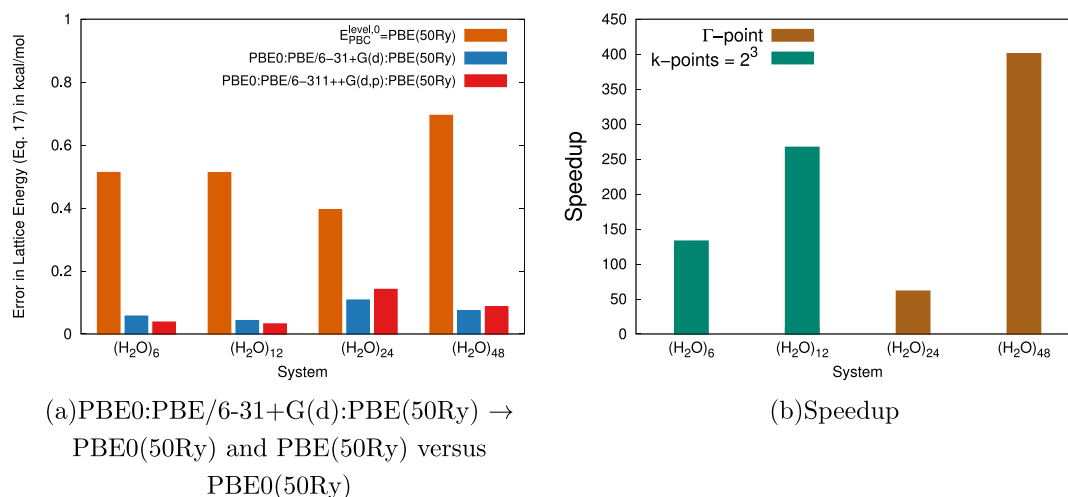 Error in Lattice Energy (Eq. 17) in kcal/mol
1
0.8
0.6
0.4
0.2
0
E_PBC^level,0=PBE(50Ry)
PBE0:PBE/6−31+G(d):PBE(50Ry)
PBE0:PBE/6−311++G(d,p):PBE(50Ry)
(H2O)6 (H2O)12 (H2O)24 (H2O)48
System
(a)PBE0:PBE/6-31+G(d):PBE(50Ry) →
PBE0(50Ry) and PBE(50Ry) versus
PBE0(50Ry)
Speedup
450
400
350
300
250
200
150
100
50
0
Γ−point
k−points = 2^3
(H2O)6 (H2O)12 (H2O)24 (H2O)48
System
(b)Speedup